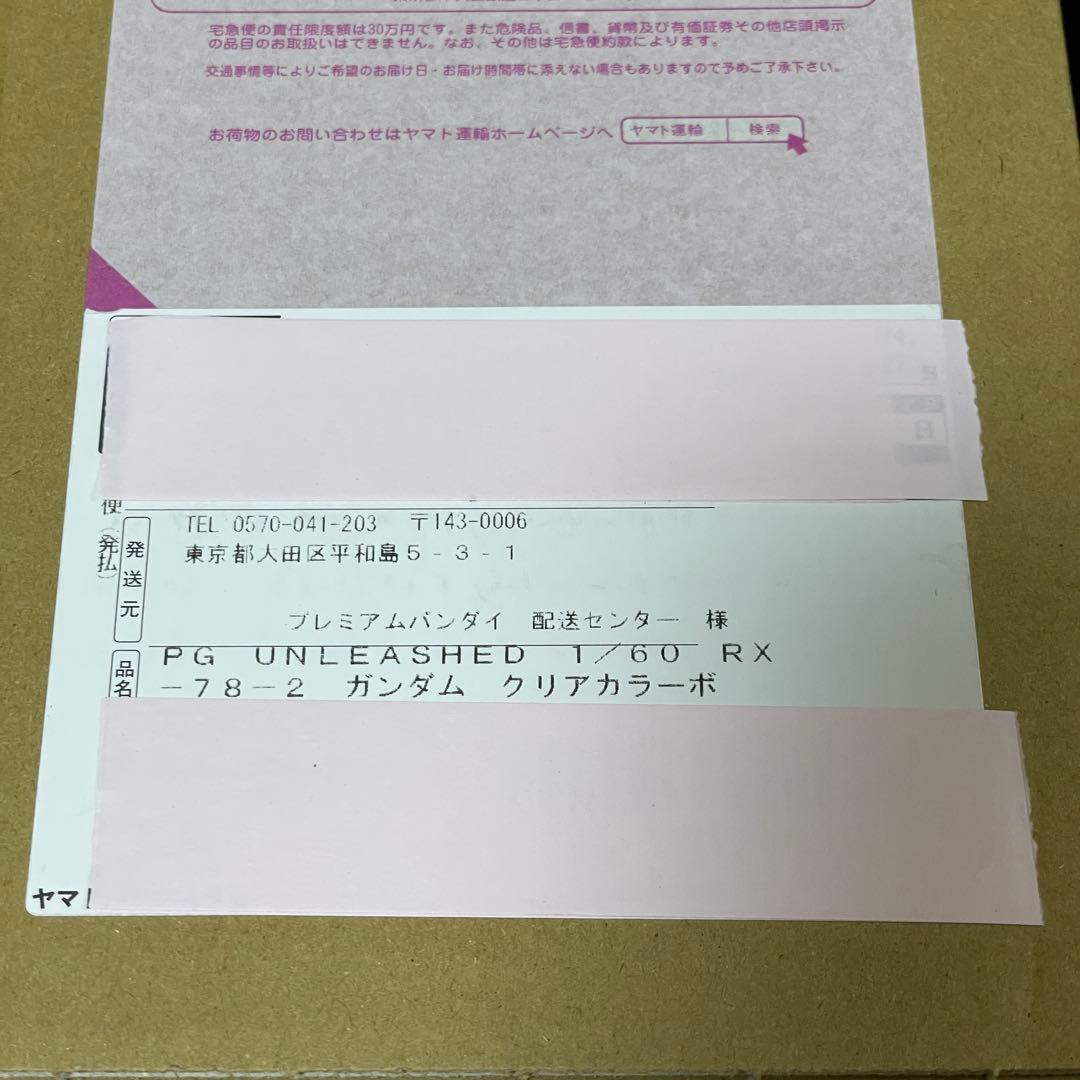 宅急便の責任限度額は30万円です。また危険品、信書、貨幣及び有価証券その他店頭掲示
の品目のお取扱いはできません。なお、その他は宅急便約款によります。
交通事情等によりご希望のお届け日・お届け時間帯に添えない場合もありますので予めご了承下さい。
お荷物のお問い合わせはヤマト運輸ホームページへ ヤマト運輸 検索
日
便(発払)
発送元
TEL 0570-041-203 〒143-0006
東京都大田区平和島5-3-1
プレミアムバンダイ 配送センター 様
品名
PG UNLEASHED 1/60 RX
-78-2 ガンダム クリアカラーボ
ヤマ